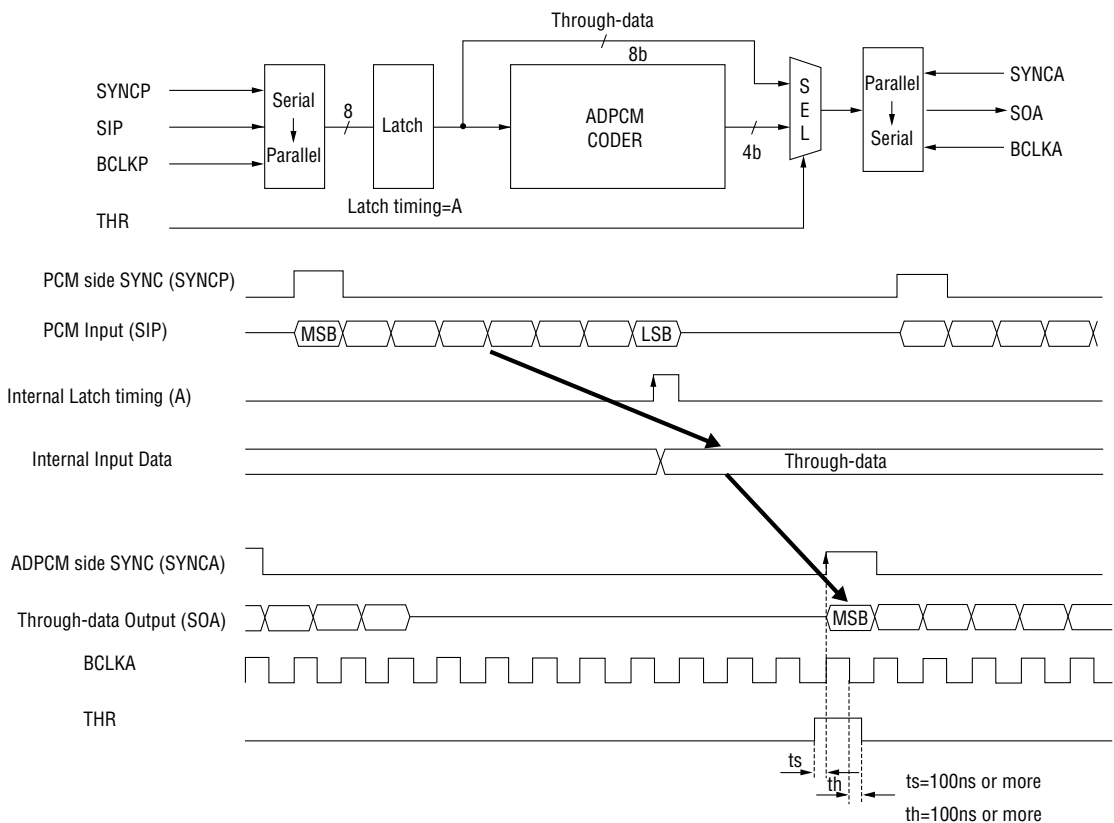 Through-data
8b
SYNCP
SIP
BCLKP
THR
Serial
Parallel
8
Latch
Latch timing=A
ADPCM
CODER
4b
S
E
L
Parallel
Serial
SYNCA
SOA
BCLKA
PCM side SYNC (SYNCP)
PCM Input (SIP)
MSB
LSB
Internal Latch timing (A)
Internal Input Data
Through-data
ADPCM side SYNC (SYNCA)
Through-data Output (SOA)
MSB
BCLKA
THR
ts
th
ts=100ns or more
th=100ns or more